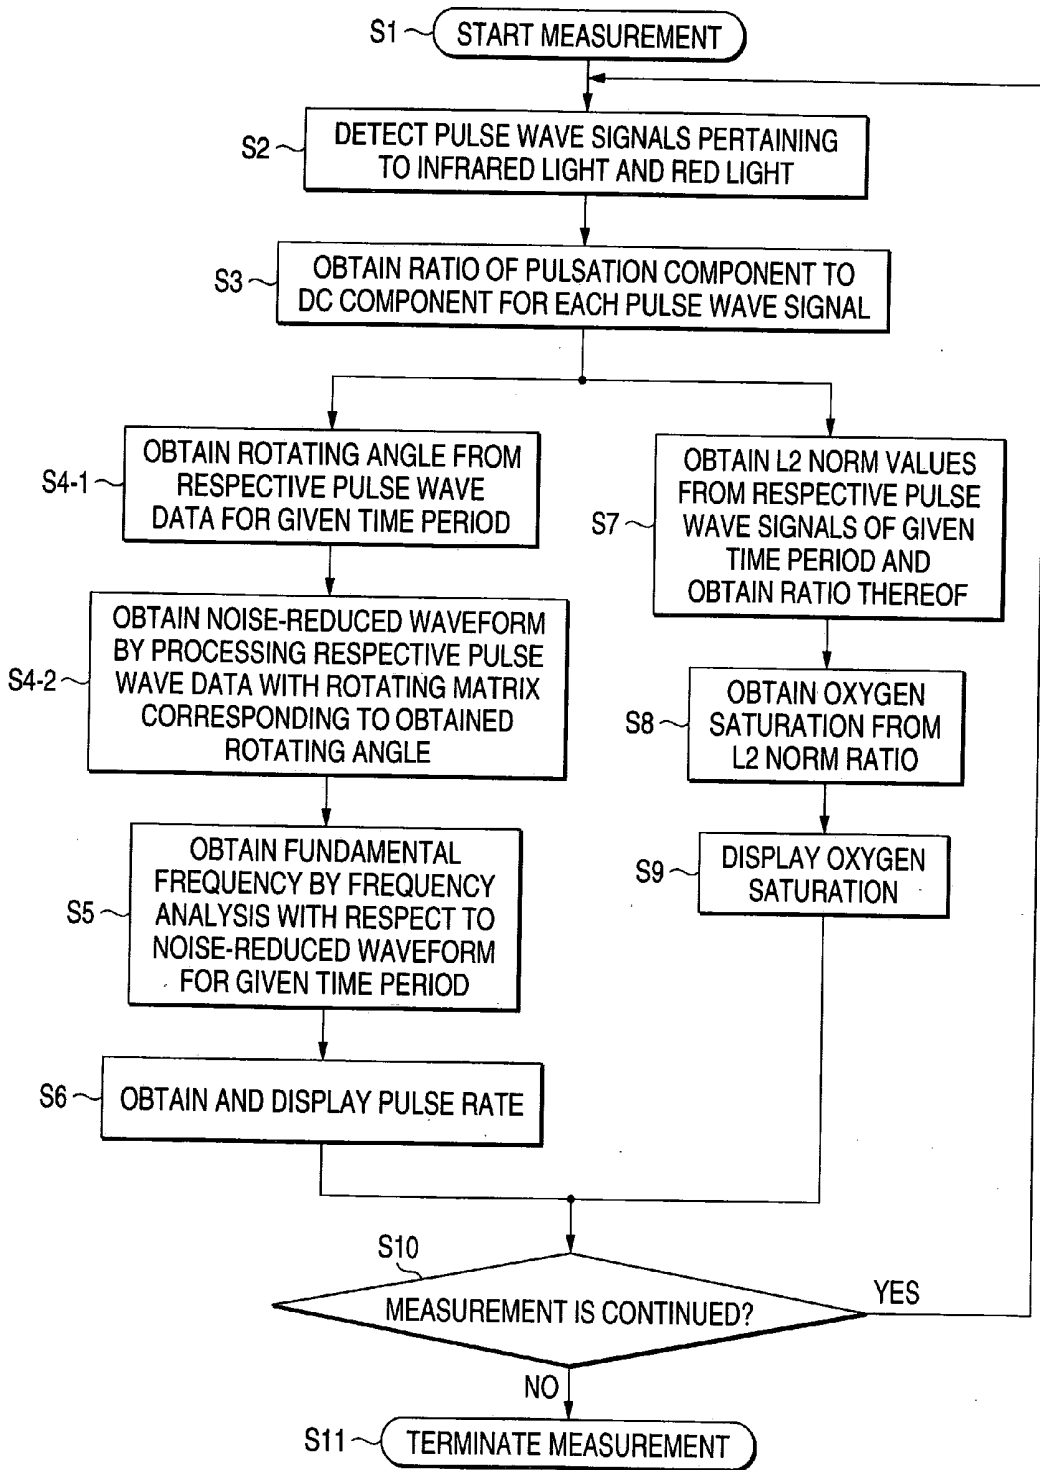 S1
START MEASUREMENT
S2
DETECT PULSE WAVE SIGNALS PERTAINING
TO INFRARED LIGHT AND RED LIGHT
S3
OBTAIN RATIO OF PULSATION COMPONENT TO
DC COMPONENT FOR EACH PULSE WAVE SIGNAL
S4-1
OBTAIN ROTATING ANGLE FROM
RESPECTIVE PULSE WAVE
DATA FOR GIVEN TIME PERIOD
S4-2
OBTAIN NOISE-REDUCED WAVEFORM
BY PROCESSING RESPECTIVE PULSE
WAVE DATA WITH ROTATING MATRIX
CORRESPONDING TO OBTAINED
ROTATING ANGLE
S5
OBTAIN FUNDAMENTAL
FREQUENCY BY FREQUENCY
ANALYSIS WITH RESPECT TO
NOISE-REDUCED WAVEFORM
FOR GIVEN TIME PERIOD
S6
OBTAIN AND DISPLAY PULSE RATE
S7
OBTAIN L2 NORM VALUES
FROM RESPECTIVE PULSE
WAVE SIGNALS OF GIVEN
TIME PERIOD AND
OBTAIN RATIO THEREOF
S8
OBTAIN OXYGEN
SATURATION FROM
L2 NORM RATIO
S9
DISPLAY OXYGEN
SATURATION
S10
MEASUREMENT IS CONTINUED?
YES
NO
S11
TERMINATE MEASUREMENT